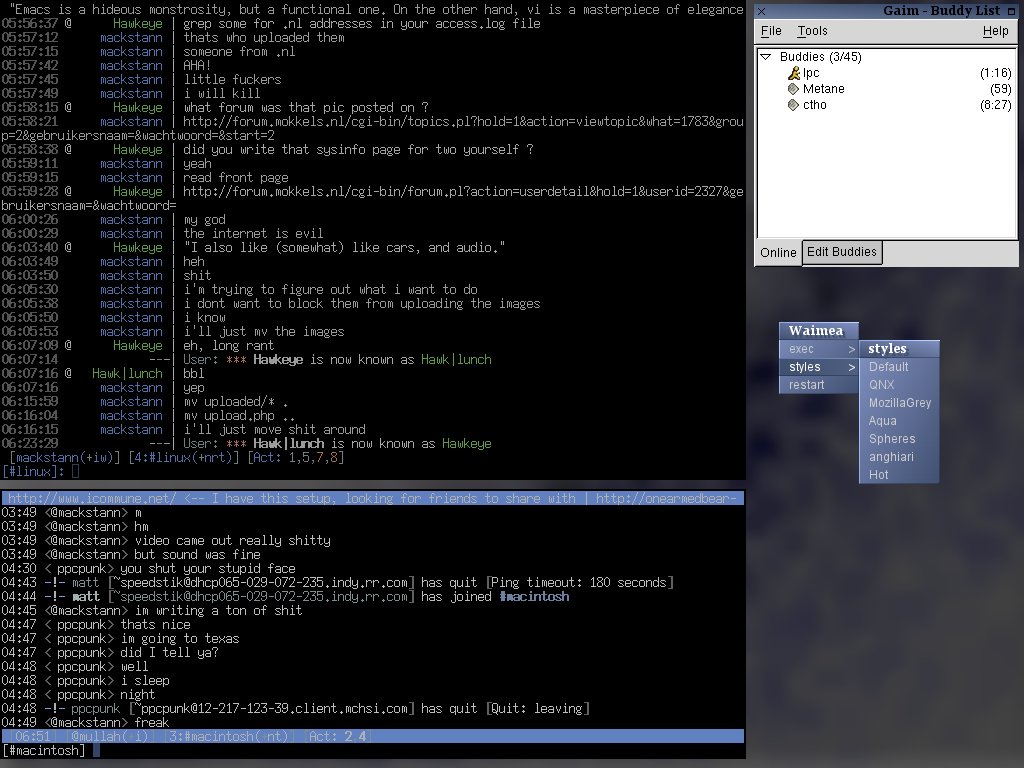 "Emacs is a hideous monstrosity, but a functional one. On the other hand, vi is a masterpiece of elegance
05:56:37 @ Hawkeye | grep some for .nl addresses in your access.log file
05:57:12 mackstann | thats who uploaded them
05:57:15 mackstann | someone from .nl
05:57:42 mackstann | AHA!
05:57:45 mackstann | little fuckers
05:57:49 mackstann | i will kill
05:58:15 @ Hawkeye | what forum was that pic posted on ?
05:58:21 mackstann | http://forum.mokkels.nl/cgi-bin/topics.pl?hold=1&action=viewtopic&what=1783&grou
p=2&gebruikersnaam=&wachtwoord=&start=2
05:58:38 @ Hawkeye | did you write that sysinfo page for two yourself ?
05:59:11 mackstann | yeah
05:59:15 mackstann | read front page
05:59:28 @ Hawkeye | http://forum.mokkels.nl/cgi-bin/forum.pl?action=userdetail&hold=1&userid=2327&ge
bruikersnaam=&wachtwoord=
06:00:26 mackstann | my god
06:00:29 mackstann | the internet is evil
06:03:40 @ Hawkeye | "I also like (somewhat) like cars, and audio."
06:03:49 mackstann | heh
06:03:50 mackstann | shit
06:05:30 mackstann | i'm trying to figure out what i want to do
06:05:38 mackstann | i dont want to block them from uploading the images
06:05:50 mackstann | i know
06:05:53 mackstann | i'll just mv the images
06:07:09 @ Hawkeye | eh, long rant
06:07:14 ---| User: *** Hawkeye is now known as Hawk|lunch
06:07:16 @ Hawk|lunch | bbl
06:07:16 mackstann | yep
06:15:59 mackstann | mv uploaded/* .
06:16:04 mackstann | mv upload.php ..
06:16:15 mackstann | i'll just move shit around
06:23:29 ---| User: *** Hawk|lunch is now known as Hawkeye
[mackstann(+iw)] [4:#linux(+nrt)] [Act: 1,5,7,8]
[#linux]:
http://www.icommune.net/ <-- I have this setup, looking for friends to share with | http://onearmedbear-
03:49 <@mackstann> m
03:49 <@mackstann> hm
03:49 <@mackstann> video came out really shitty
03:49 <@mackstann> but sound was fine
04:30 < ppcpunk> you shut your stupid face
04:43 -!- matt [~speedstik@dhcp065-029-072-235.indy.rr.com] has quit [Ping timeout: 180 seconds]
04:44 -!- matt [~speedstik@dhcp065-029-072-235.indy.rr.com] has joined #macintosh
04:45 <@mackstann> im writing a ton of shit
04:47 < ppcpunk> thats nice
04:47 < ppcpunk> im going to texas
04:47 < ppcpunk> did I tell ya?
04:48 < ppcpunk> well
04:48 < ppcpunk> i sleep
04:48 < ppcpunk> night
04:48 -!- ppcpunk [~ppcpunk@12-217-123-39.client.mchsi.com] has quit [Quit: leaving]
04:49 <@mackstann> freak
[06:51] [@mullah(+i)] [3:#macintosh(+nt)] [Act: 2,4]
[#macintosh]
Gaim - Buddy List
File Tools Help
Buddies (3/45)
lpc (1:16)
Metane (59)
ctho (8:27)
Online Edit Buddies
Waimea
exec >
styles >
restart
styles
Default
QNX
MozillaGrey
Aqua
Spheres
anghiari
Hot